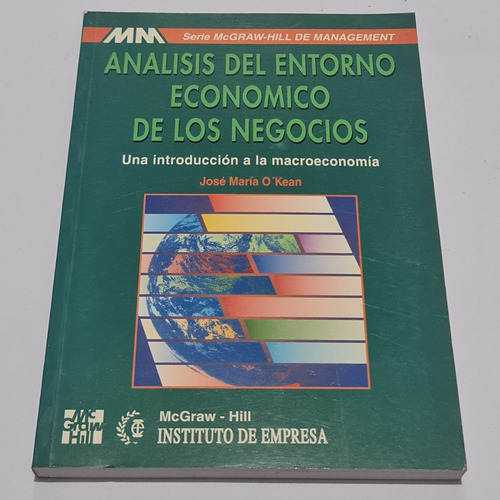 MM
Serie McGRAW-HILL DE MANAGEMENT
ANALISIS DEL ENTORNO
ECONOMICO
DE LOS NEGOCIOS
Una introducción a la macroeconomía
José María O´Kean
Mc
Graw
Hill
McGraw - Hill
INSTITUTO DE EMPRESA